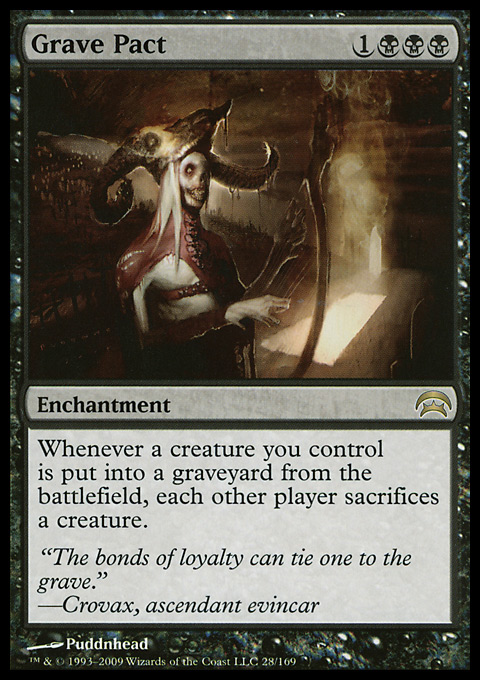 Grave Pact 1
Enchantment
Whenever a creature you control
is put into a graveyard from the
battlefield, each other player sacrifices
a creature.
“The bonds of loyalty can tie one to the
grave.”
—Crovax, ascendant evincar
Puddnhead
™ & © 1993–2009 Wizards of the Coast LLC 28/169